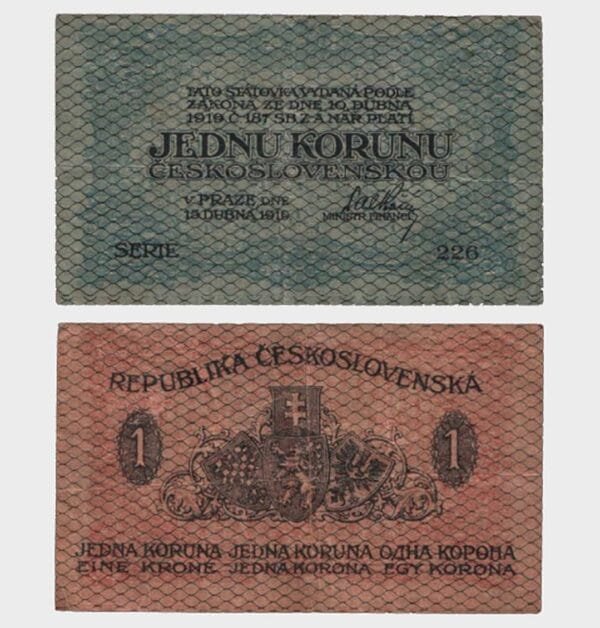 TATO STÁTOVKA VYDANÁ PODLE
ZÁKONA ZE DNE 10. DUBNA
1919 Č 187 SB. Z. A NAŘ. PLATÍ
JEDNU KORUNU
ČESKOSLOVENSKOU
V PRAZE DNE
15. DUBNA 1919
MINISTR FINANCÍ
SERIE 226
REPUBLIKA ČESKOSLOVENSKÁ
1 1
JEDNA KORUNA JEDNA KORUNA ОДНА КОРОНА
EINE KRONE JEDNA KORONA EGY KORONA